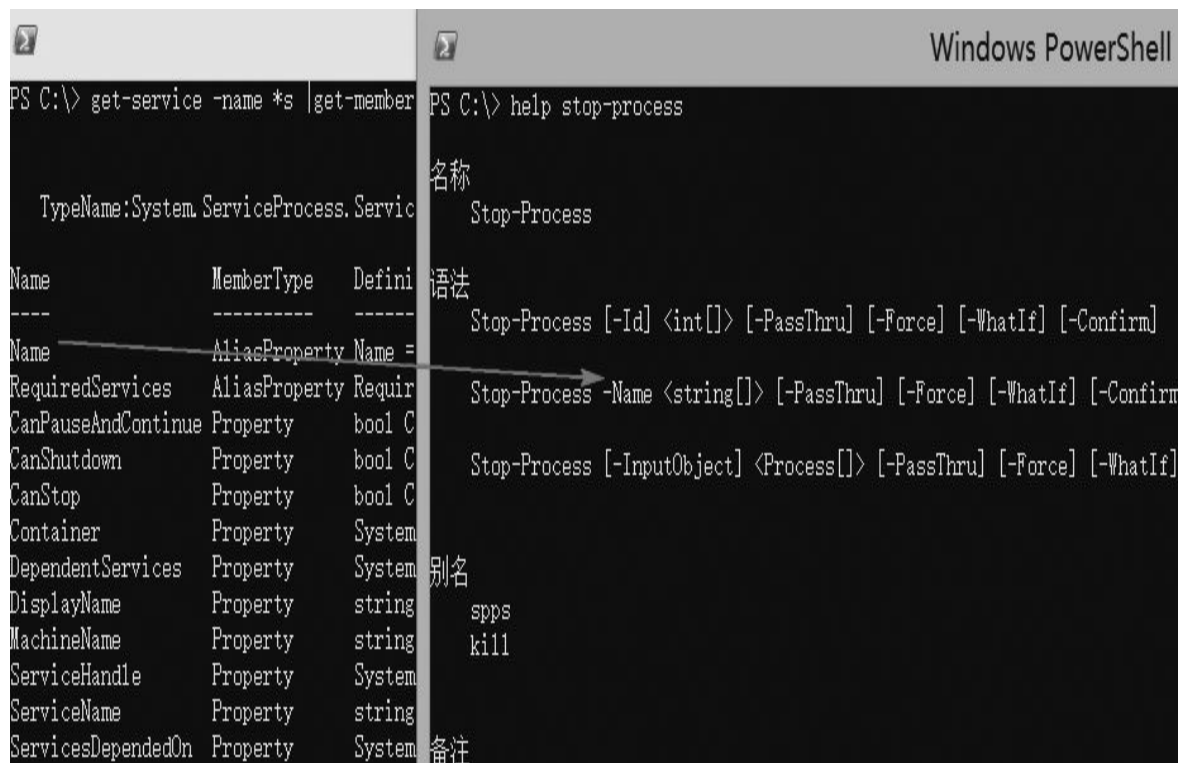 PS C:\> get-service -name *s |get-member
TypeName:System.ServiceProcess.Servic
Name MemberType Defini
---- ---------- ------
Name AliasProperty Name =
RequiredServices AliasProperty Requir
CanPauseAndContinue Property bool C
CanShutdown Property bool C
CanStop Property bool C
Container Property System
DependentServices Property System
DisplayName Property string
MachineName Property string
ServiceHandle Property System
ServiceName Property string
ServicesDependedOn Property System
Windows PowerShell
PS C:\> help stop-process
名称
Stop-Process
语法
Stop-Process [-Id] <int[]> [-PassThru] [-Force] [-WhatIf] [-Confirm]
Stop-Process -Name <string[]> [-PassThru] [-Force] [-WhatIf] [-Confirm
Stop-Process [-InputObject] <Process[]> [-PassThru] [-Force] [-WhatIf]
别名
spps
kill
备注